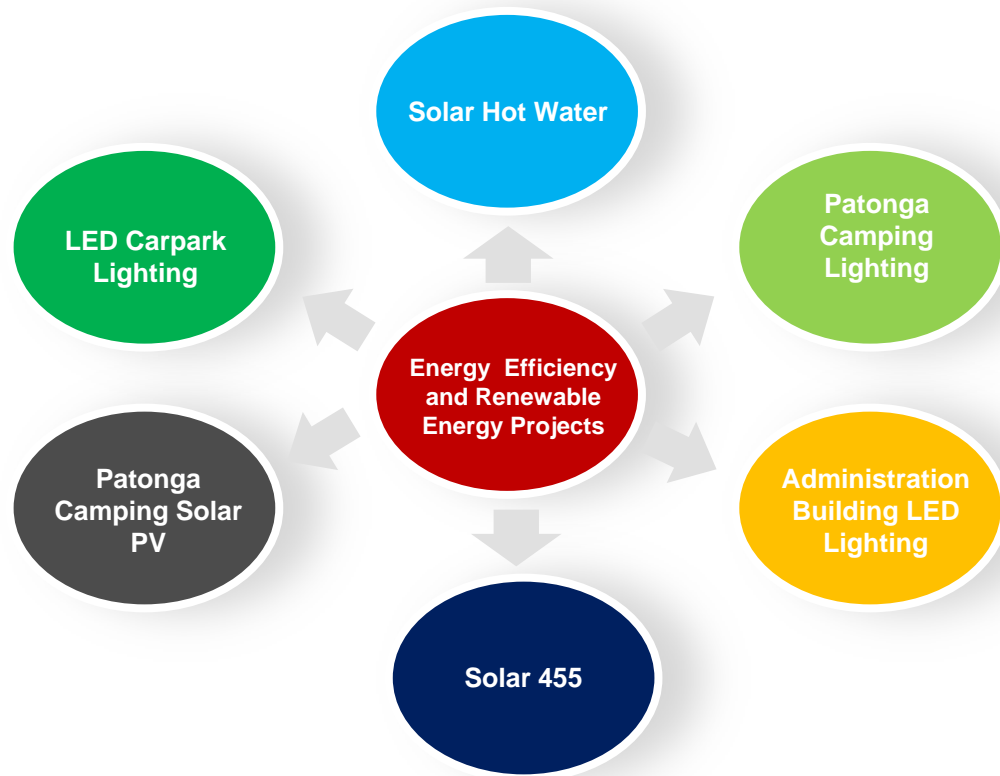 Solar Hot Water
LED Carpark
Lighting
Patonga
Camping
Lighting
Energy  Efficiency
and Renewable
Energy Projects
Patonga
Camping Solar
PV
Administration
Building LED
Lighting
Solar 455